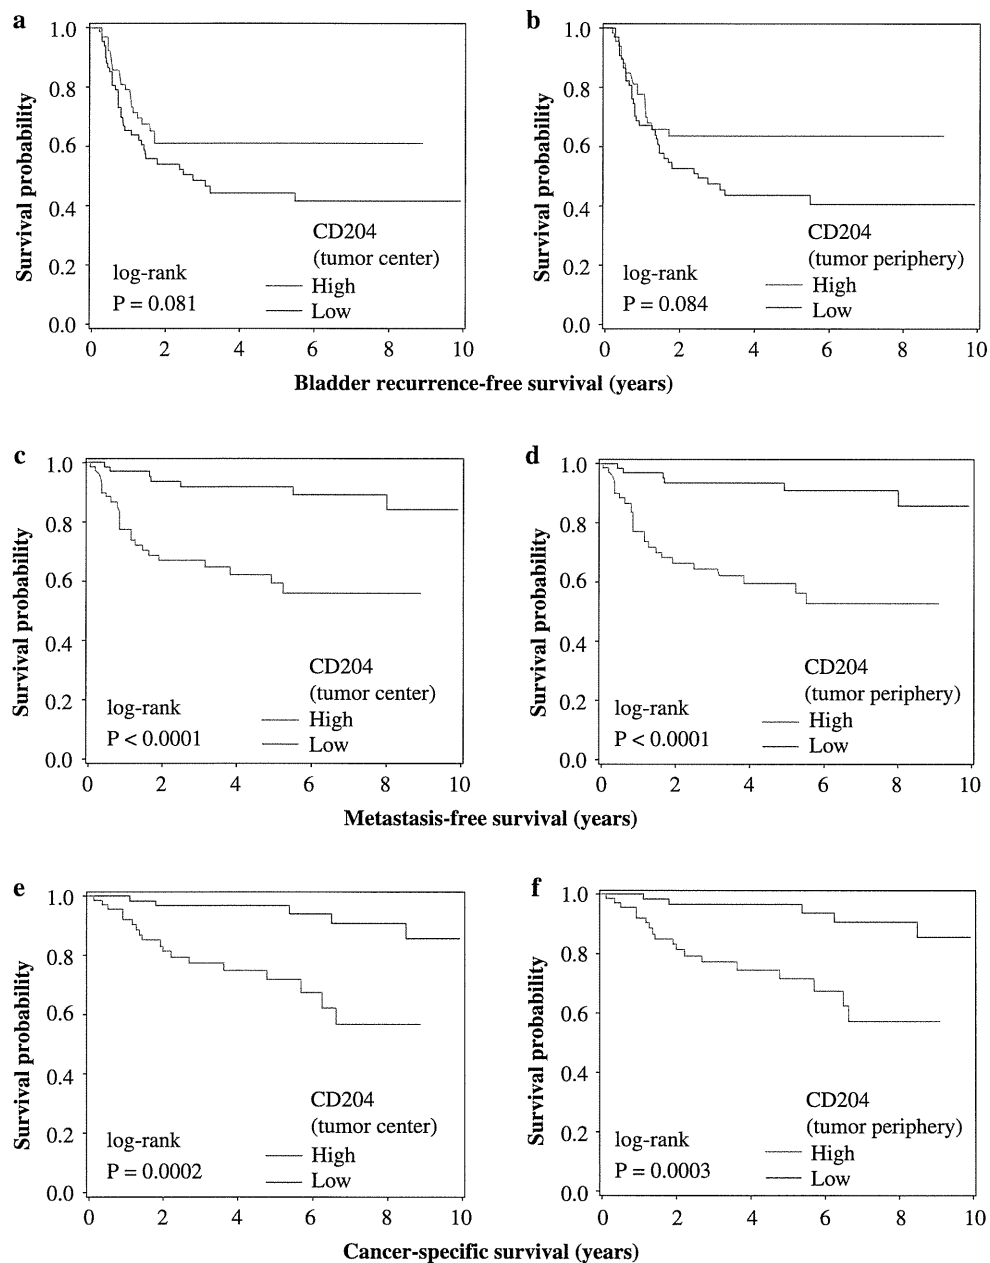 a
1.0
0.8
0.6
0.4
0.2
0.0
Survival probability
CD204
(tumor center)
log-rank
P = 0.081
High
Low
0 2 4 6 8 10
b
1.0
0.8
0.6
0.4
0.2
0.0
Survival probability
CD204
(tumor periphery)
log-rank
P = 0.084
High
Low
0 2 4 6 8 10
Bladder recurrence-free survival (years)
c
1.0
0.8
0.6
0.4
0.2
0.0
Survival probability
CD204
(tumor center)
log-rank
P < 0.0001
High
Low
0 2 4 6 8 10
d
1.0
0.8
0.6
0.4
0.2
0.0
Survival probability
CD204
(tumor periphery)
log-rank
P < 0.0001
High
Low
0 2 4 6 8 10
Metastasis-free survival (years)
e
1.0
0.8
0.6
0.4
0.2
0.0
Survival probability
CD204
(tumor center)
log-rank
P = 0.0002
High
Low
0 2 4 6 8 10
f
1.0
0.8
0.6
0.4
0.2
0.0
Survival probability
CD204
(tumor periphery)
log-rank
P = 0.0003
High
Low
0 2 4 6 8 10
Cancer-specific survival (years)